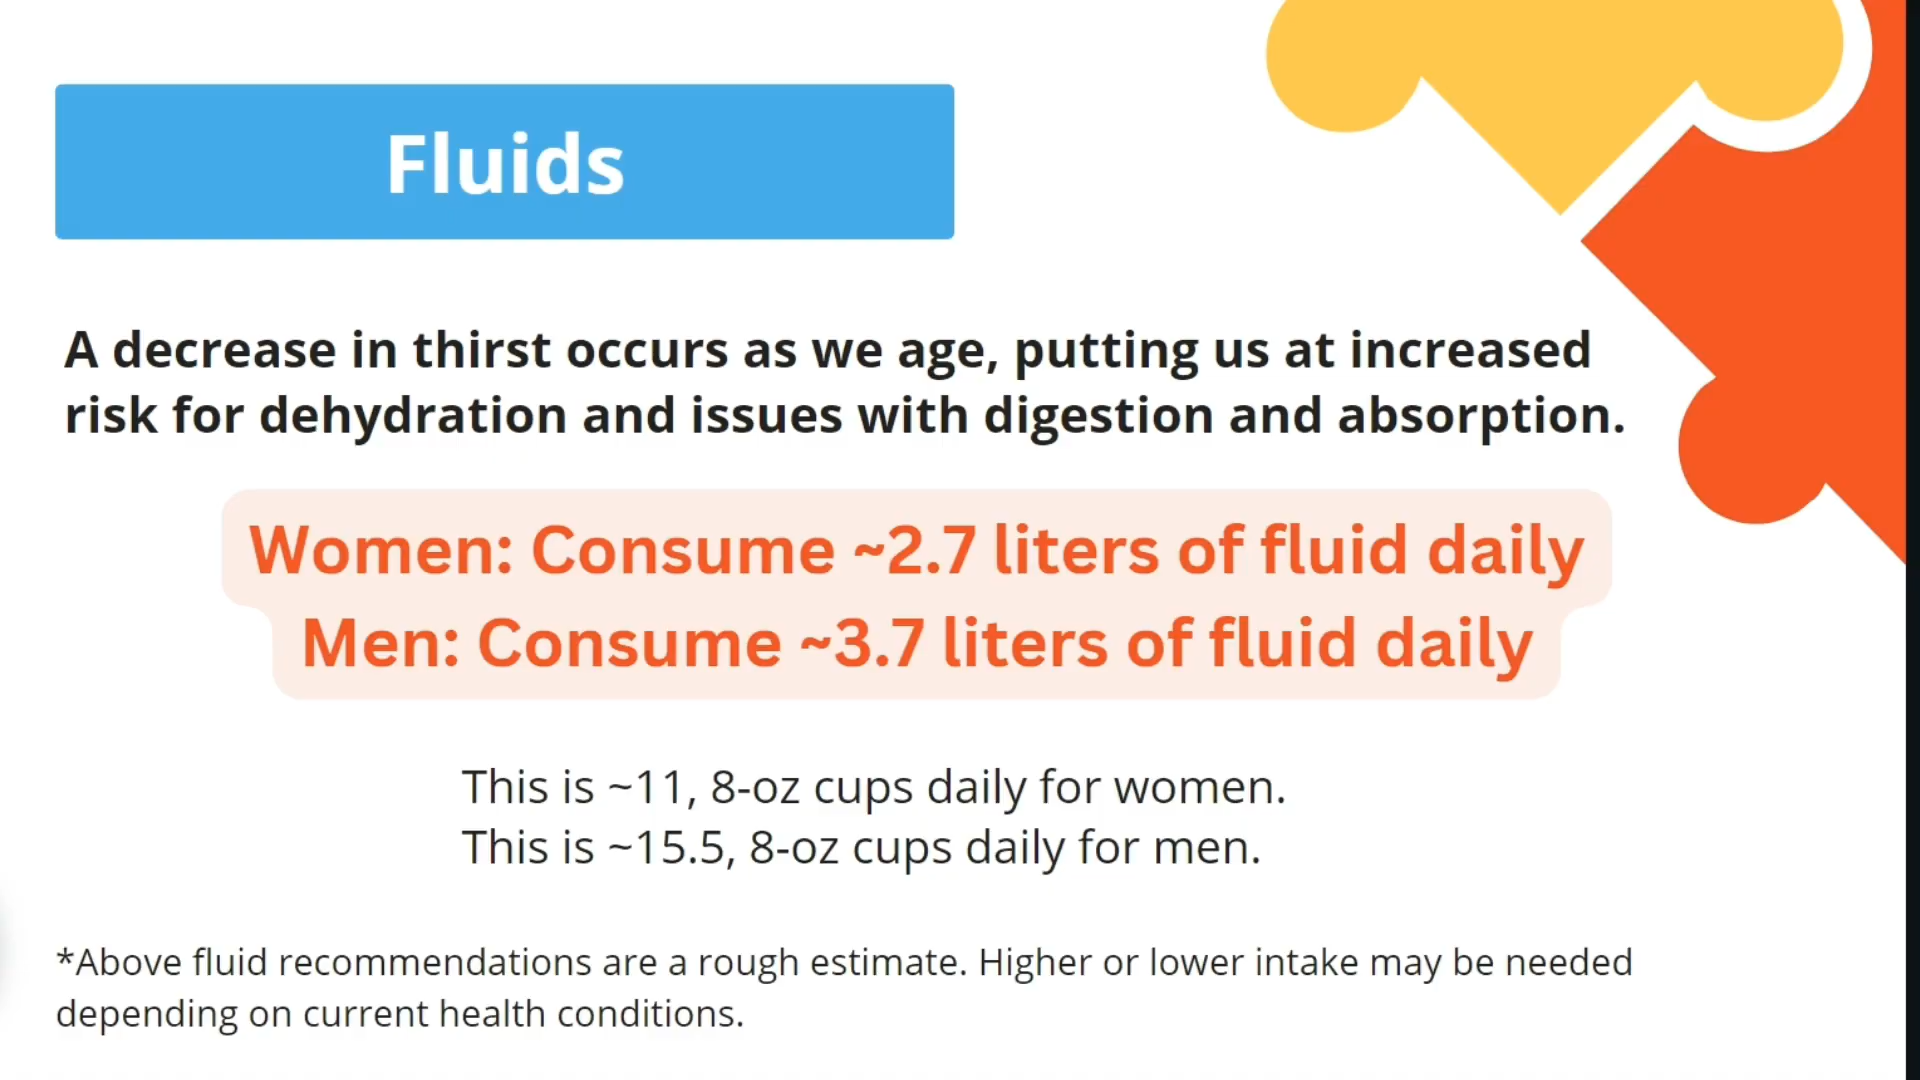 Fluids
A decrease in thirst occurs as we age, putting us at increased
risk for dehydration and issues with digestion and absorption.
Women: Consume ~2.7 liters of fluid daily
Men: Consume ~3.7 liters of fluid daily
This is ~11, 8-oz cups daily for women.
This is ~15.5, 8-oz cups daily for men.
*Above fluid recommendations are a rough estimate. Higher or lower intake may be needed
depending on current health conditions.